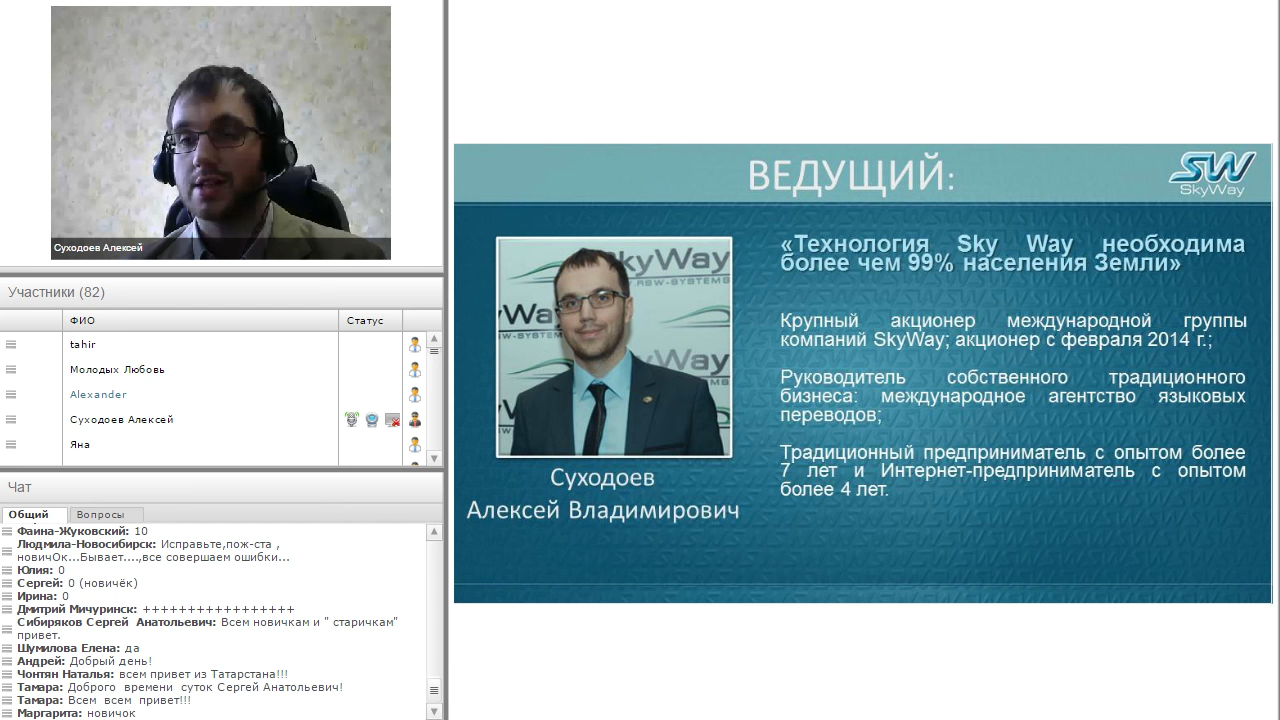 Суходоев Алексей
Участники (82)
ФИО
Статус
tahir
Молодых Любовь
Alexander
Суходоев Алексей
Яна
Чат
Общий
Вопросы
Фаина-Жуковский: 10
Людмила-Новосибирск: Исправьте,пож-ста ,
новичОк...Бывает....,все совершаем ошибки...
Юлия: 0
Сергей: 0 (новичёк)
Ирина: 0
Дмитрий Мичуринск: +++++++++++++++++
Сибиряков Сергей Анатольевич: Всем новичкам и " старичкам"
привет.
Шумилова Елена: да
Андрей: Добрый день!
Чонтян Наталья: всем привет из Татарстана!!!
Тамара: Доброго времени суток Сергей Анатольевич!
Тамара: Всем всем привет!!!
Маргарита: новичок
ВЕДУЩИЙ:
SW
SkyWay
SkyWay
.RSW-SYSTEMS
Суходоев
Алексей Владимирович
«Технология Sky Way необходима
более чем 99% населения Земли»
Крупный акционер международной группы
компаний SkyWay; акционер с февраля 2014 г.;
Руководитель собственного традиционного
бизнеса: международное агентство языковых
переводов;
Традиционный предприниматель с опытом более
7 лет и Интернет-предприниматель с опытом
более 4 лет.